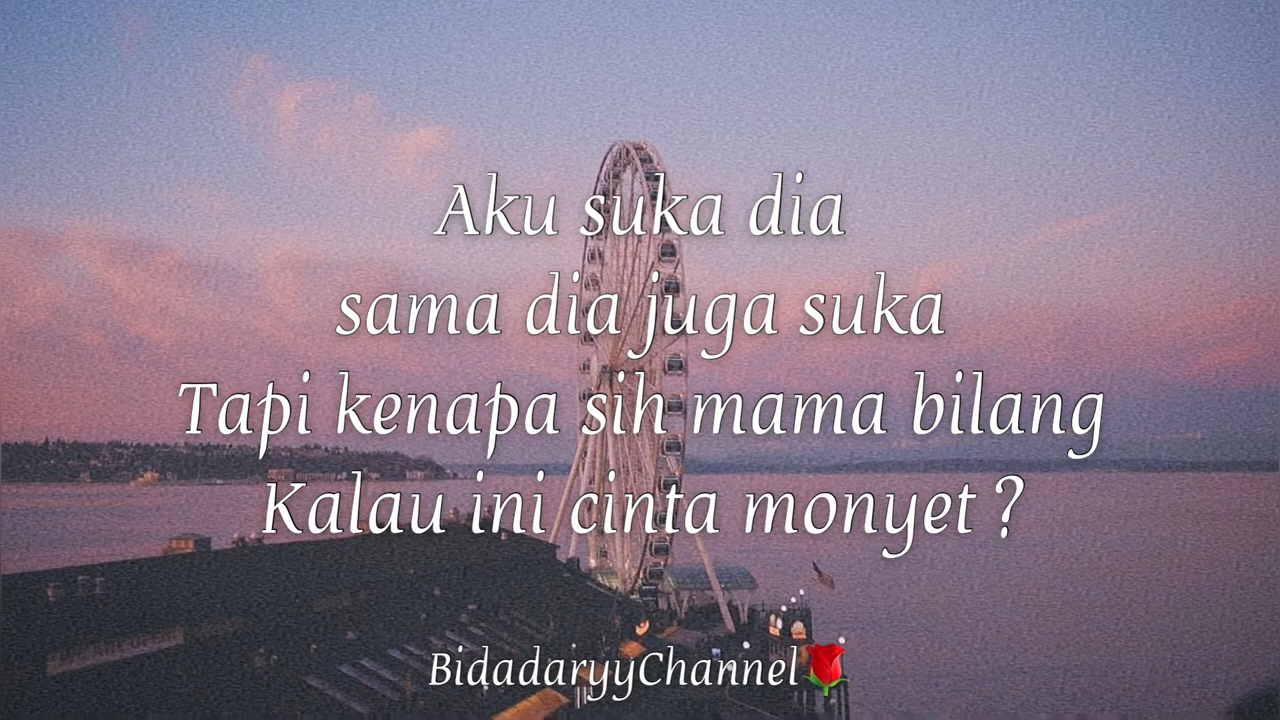 Aku suka dia
sama dia juga suka
Tapi kenapa sih mama bilang
Kalau ini cinta monyet ?
BidadaryyChannel🌹